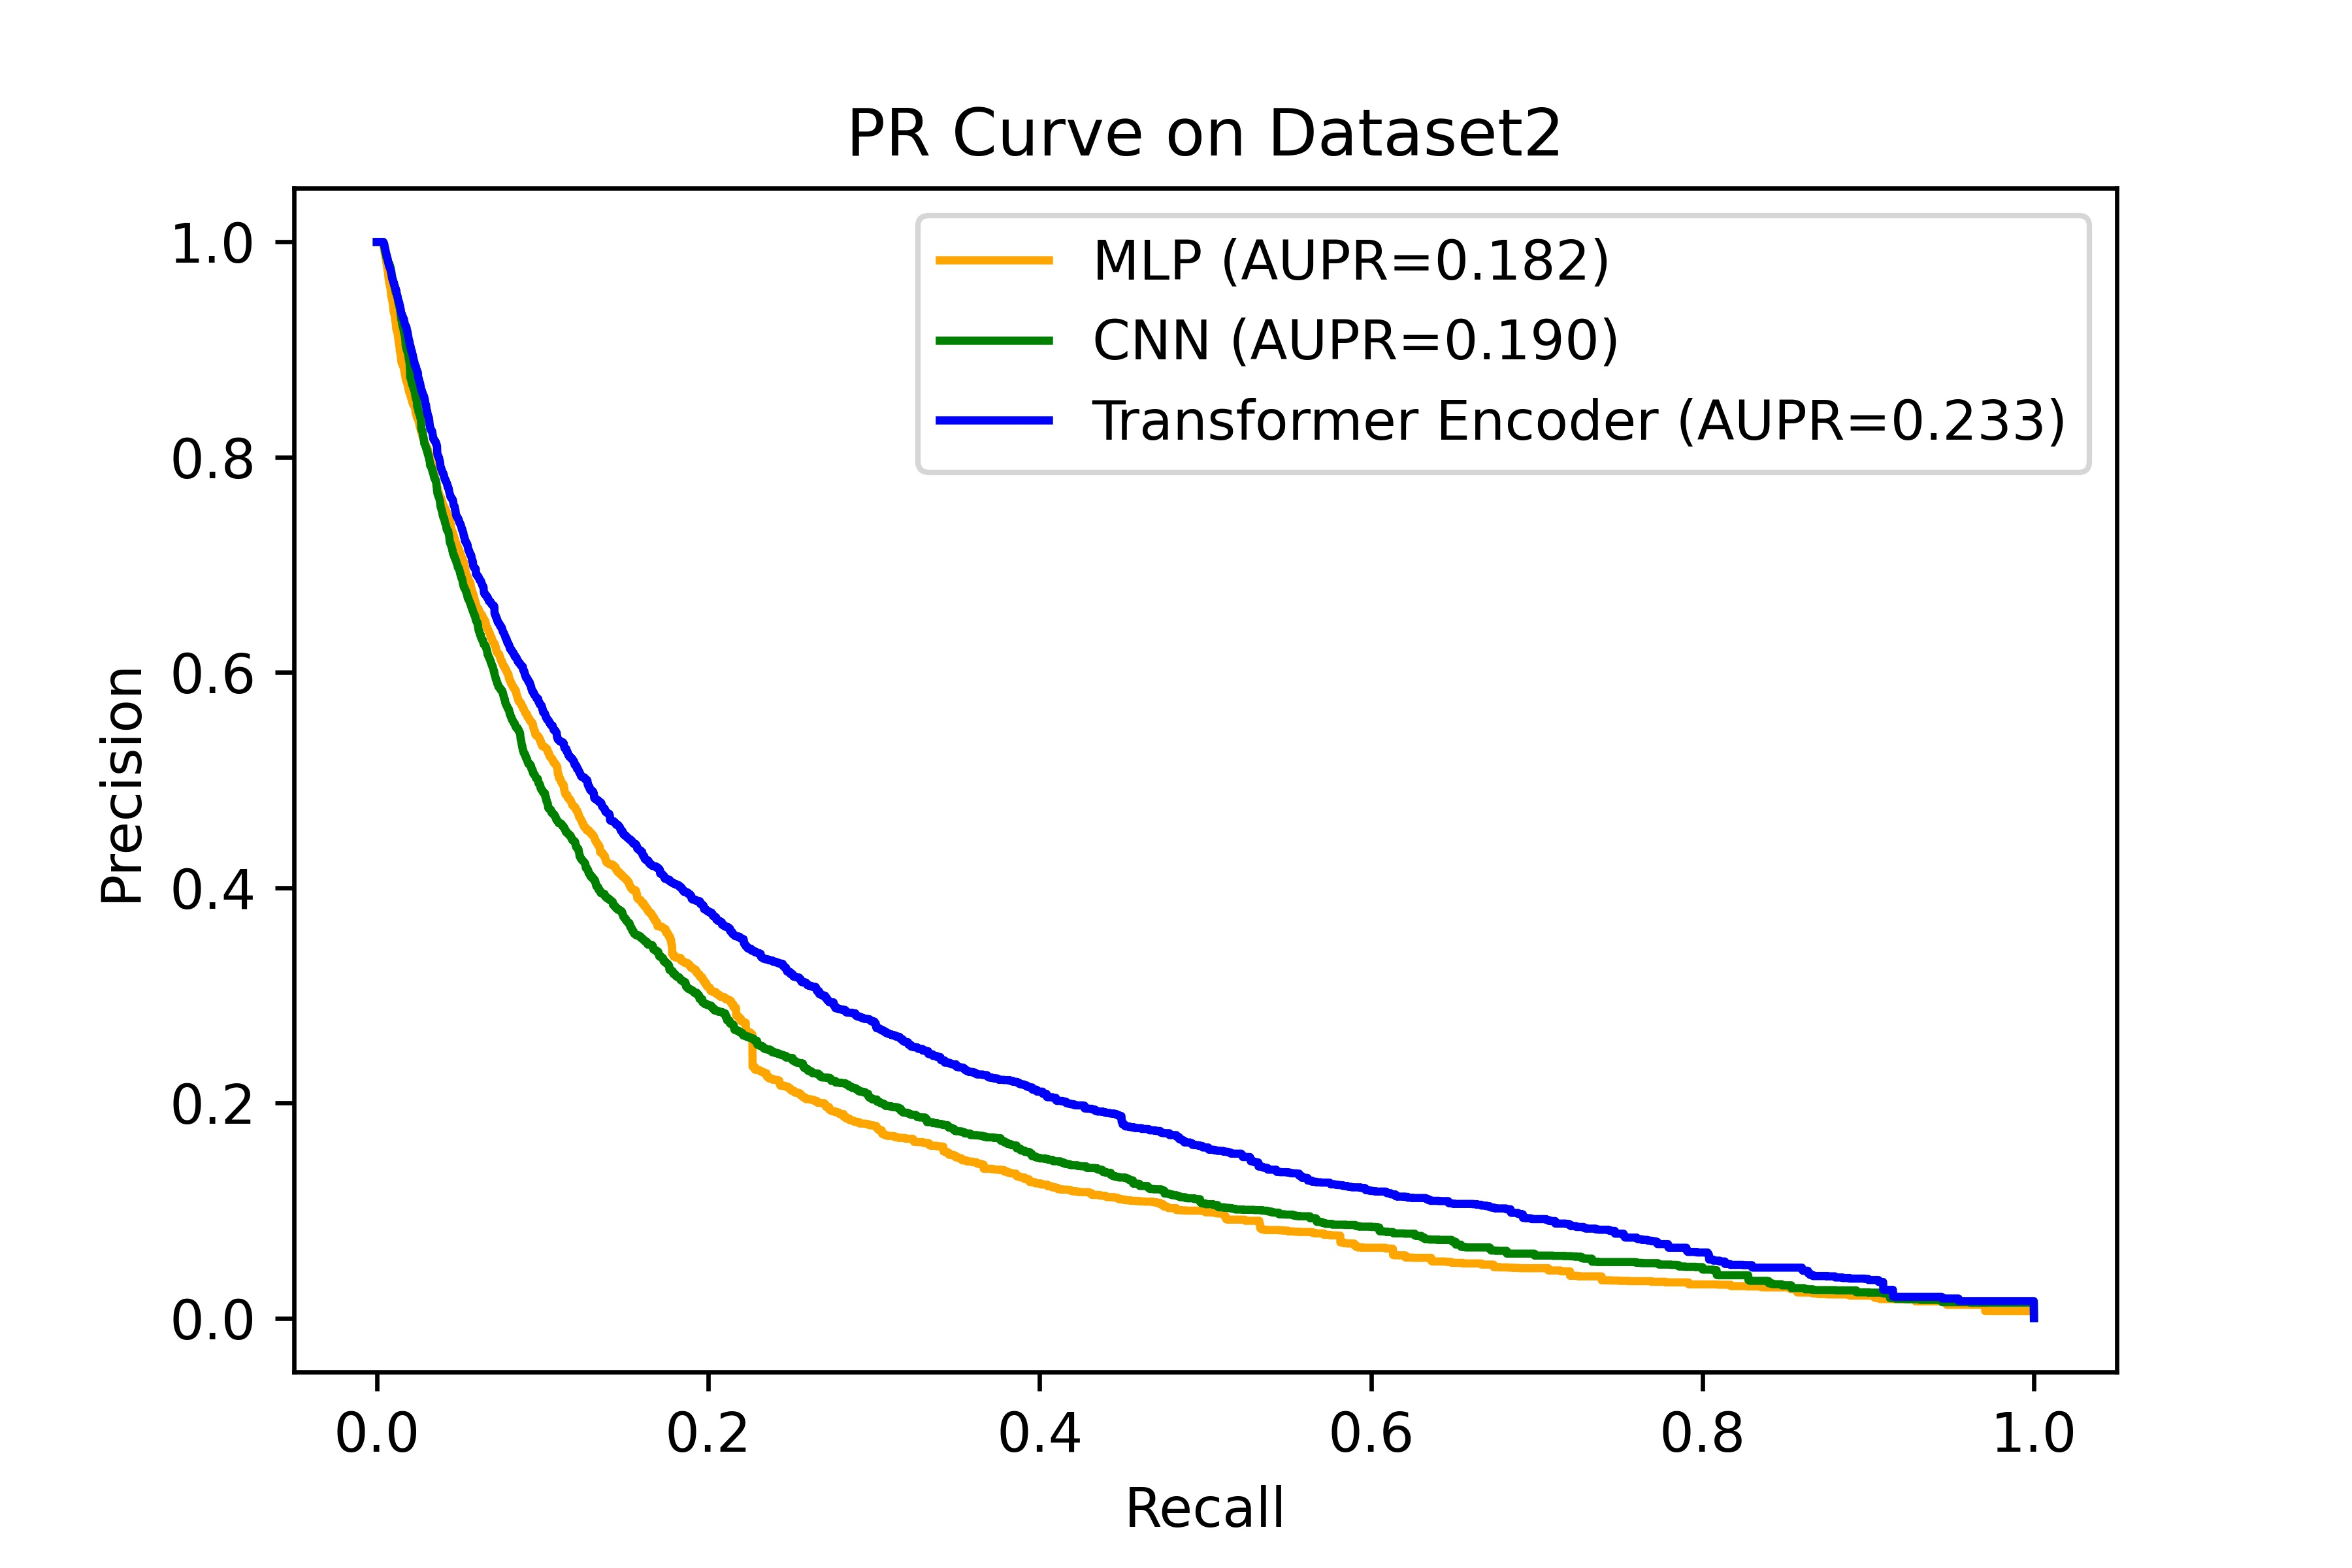 PR Curve on Dataset2
MLP (AUPR=0.182)
CNN (AUPR=0.190)
Transformer Encoder (AUPR=0.233)
Precision
1.0
0.8
0.6
0.4
0.2
0.0
0.0 0.2 0.4 0.6 0.8 1.0
Recall